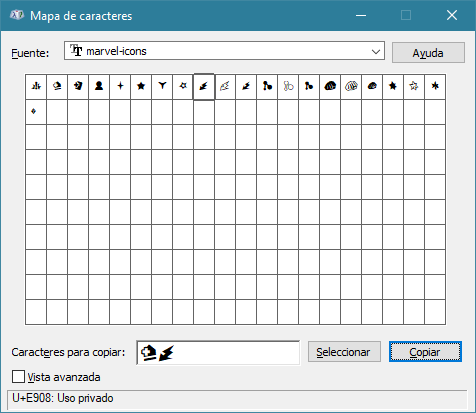 Mapa de caracteres
Fuente: marvel-icons Ayuda
Caracteres para copiar: Seleccionar Copiar
Vista avanzada
U+E908: Uso privado